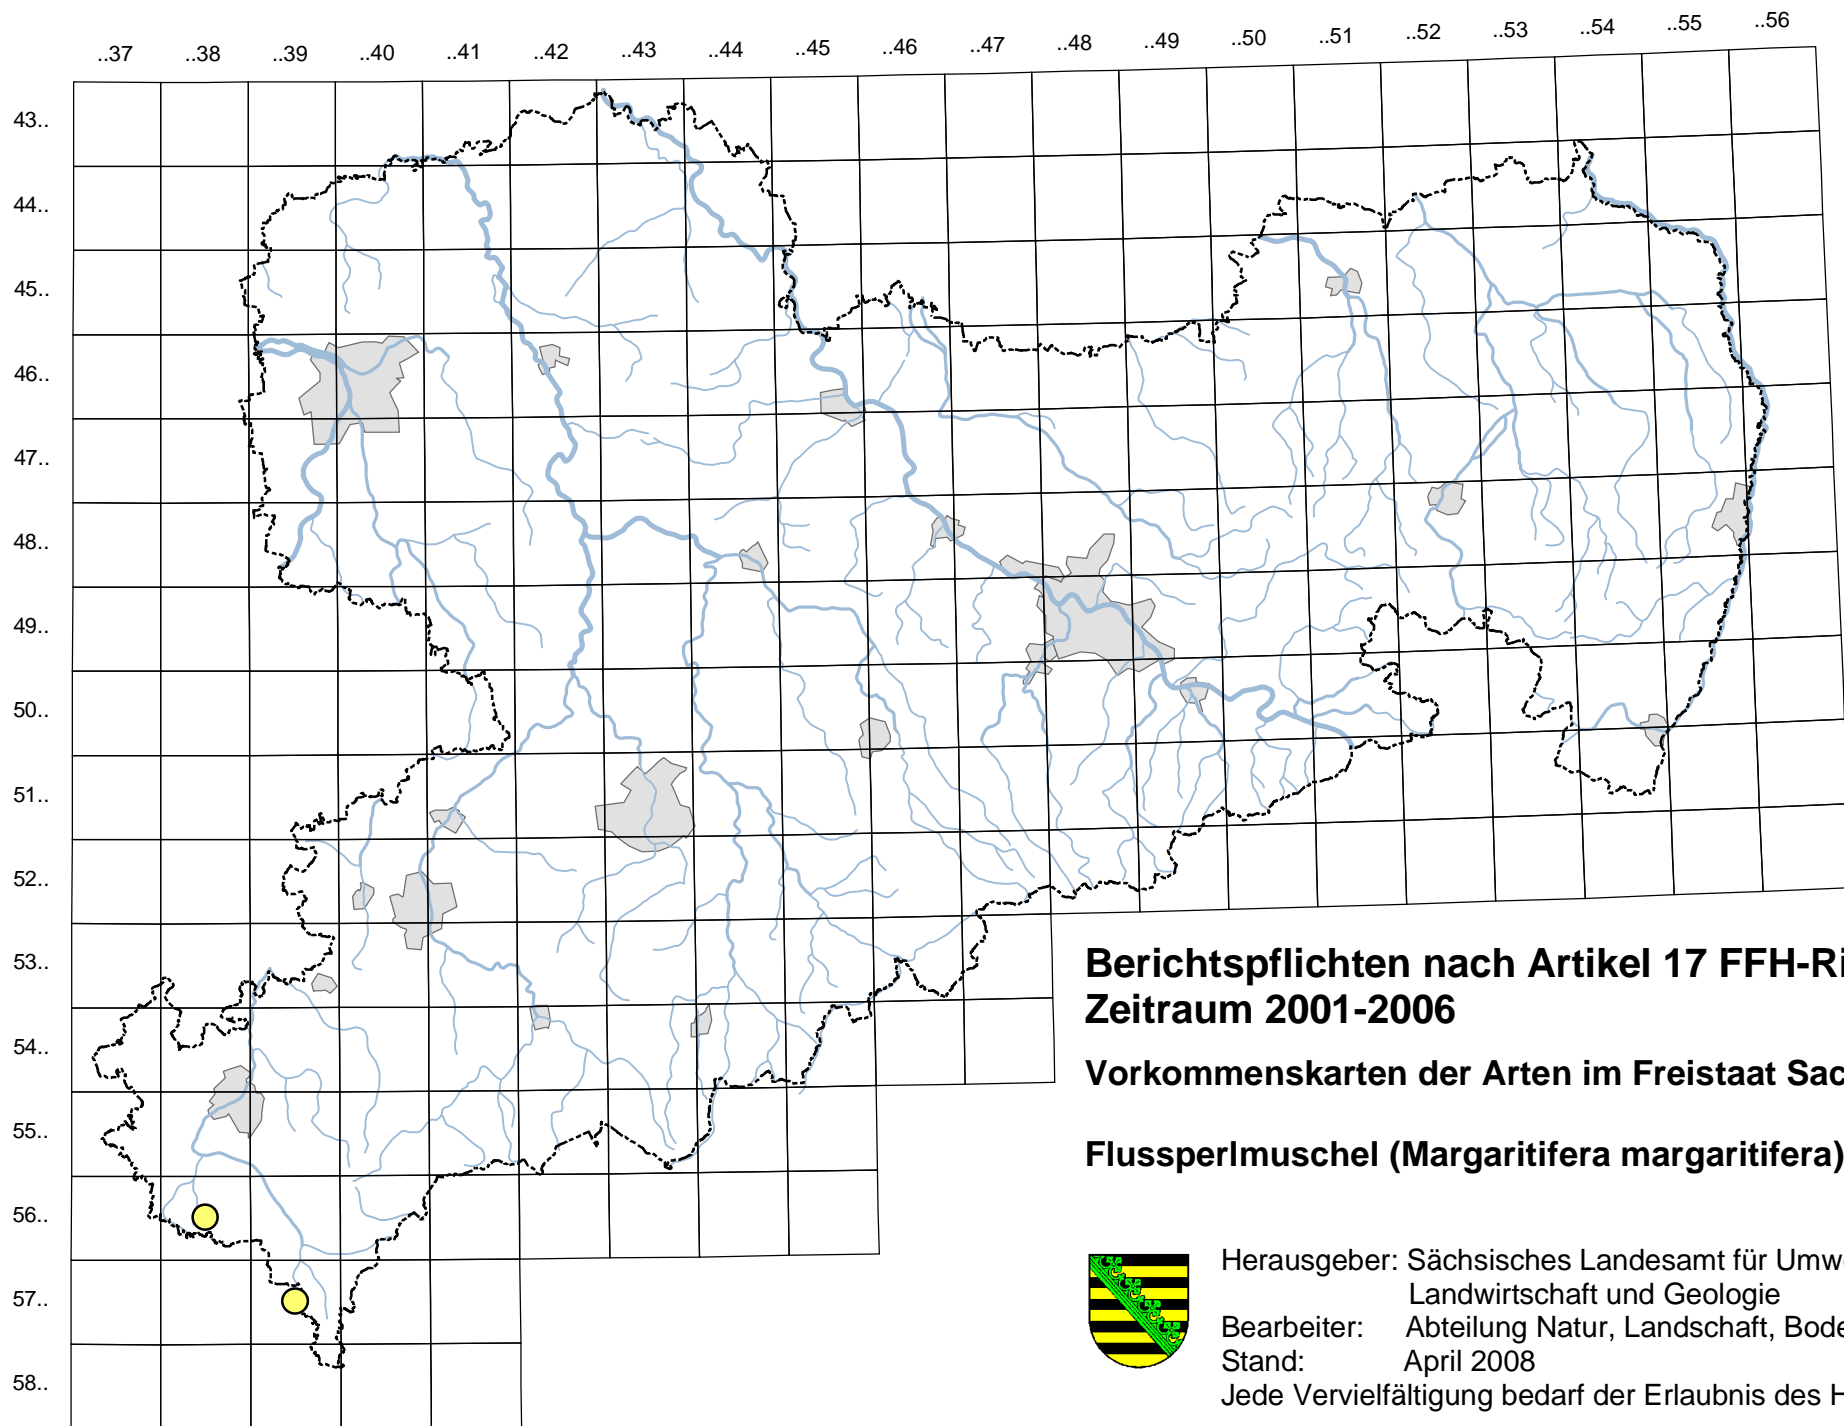 ..37 ..38 ..39 ..40 ..41 ..42 ..43 ..44 ..45 ..46 ..47 ..48 ..49 ..50 ..51 ..52 ..53 ..54 ..55 ..56
43..
44..
45..
46..
47..
48..
49..
50..
51..
52..
53..
54..
55..
56..
57..
58..
Berichtspflichten nach Artikel 17 FFH-Ri
Zeitraum 2001-2006
Vorkommenskarten der Arten im Freistaat Sac
Flussperlmuschel (Margaritifera margaritifera)
Herausgeber: Sächsisches Landesamt für Umwe
Landwirtschaft und Geologie
Bearbeiter: Abteilung Natur, Landschaft, Bode
Stand: April 2008
Jede Vervielfältigung bedarf der Erlaubnis des H